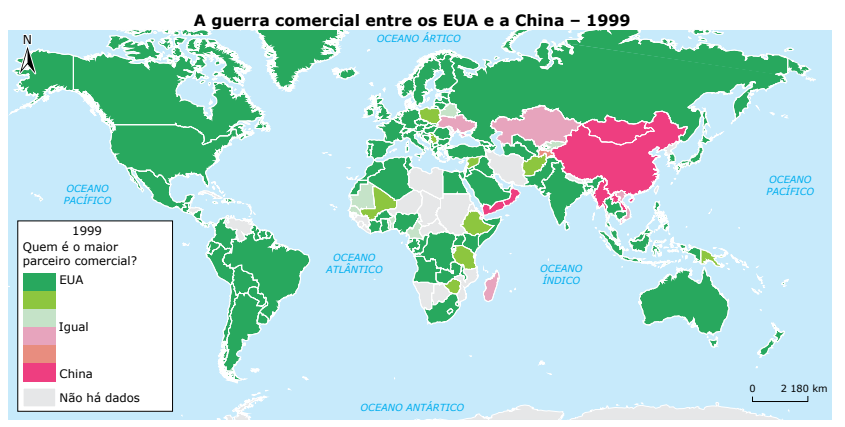 A guerra comercial entre os EUA e a China – 1999
N
OCEANO ÁRTICO
OCEANO
PACÍFICO
OCEANO
PACÍFICO
OCEANO
ATLÂNTICO
OCEANO
ÍNDICO
1999
Quem é o maior
parceiro comercial?
EUA
Igual
China
Não há dados
0 2 180 km
OCEANO ANTÁRTICO